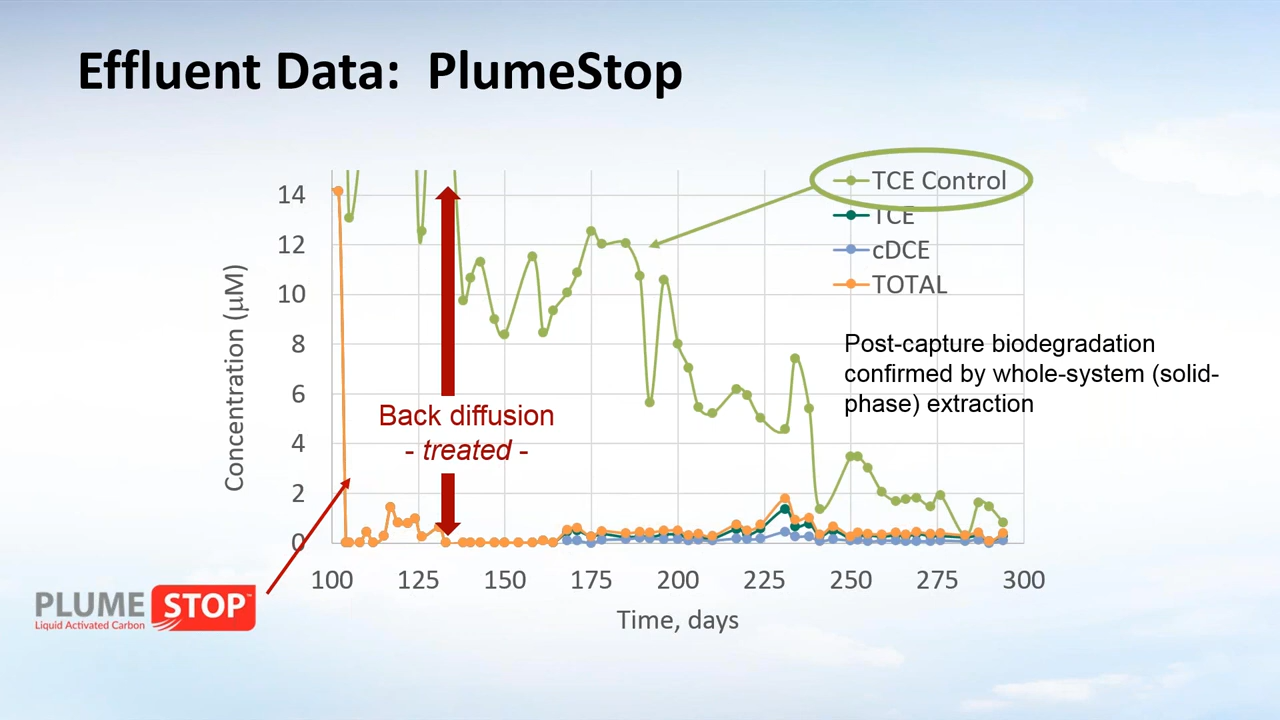 Effluent Data: PlumeStop
14
12
10
8
6
4
2
0
Concentration (µM)
100 125 150 175 200 225 250 275 300
Time, days
TCE Control
TCE
cDCE
TOTAL
Back diffusion
- treated -
Post-capture biodegradation
confirmed by whole-system (solid-
phase) extraction
PLUME STOP™
Liquid Activated Carbon